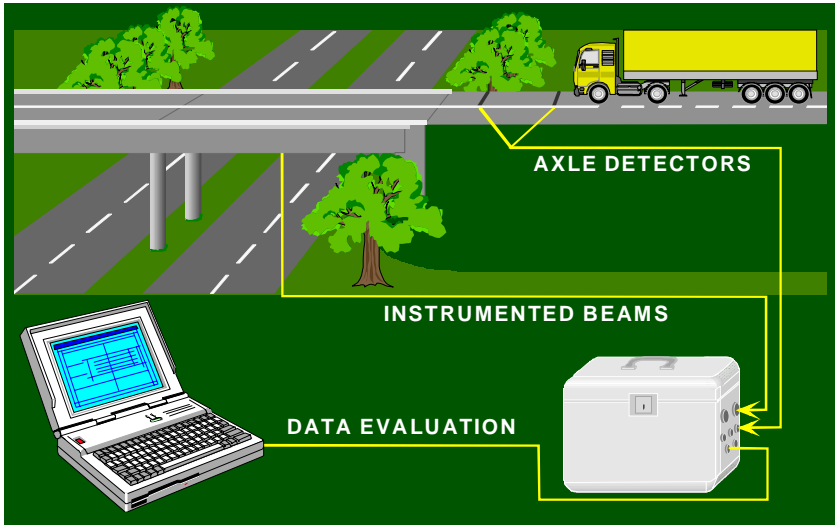 AXLE DETECTORS
INSTRUMENTED BEAMS
DATA EVALUATION